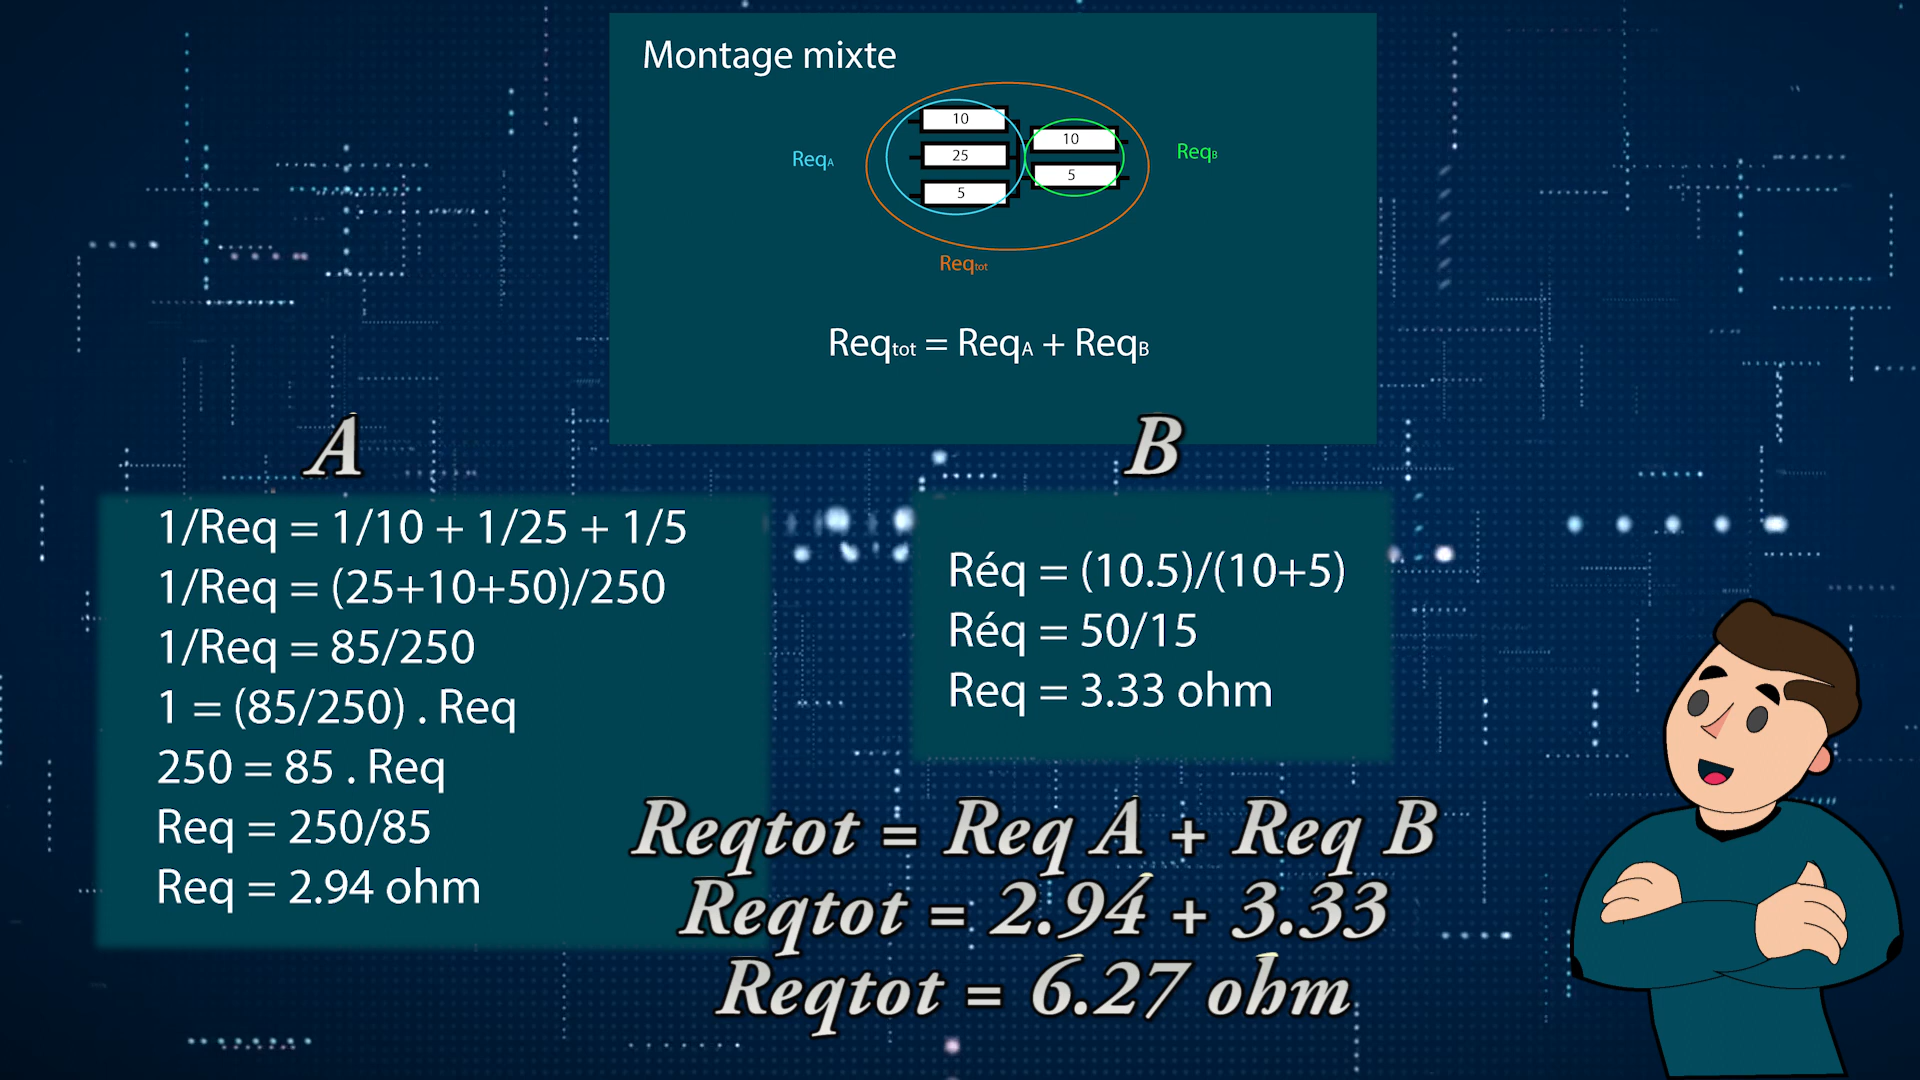 Montage mixte
10
25
5
10
5
ReqA
ReqB
Reqtot
Reqtot = ReqA + ReqB
A
1/Req = 1/10 + 1/25 + 1/5
1/Req = (25+10+50)/250
1/Req = 85/250
1 = (85/250) . Req
250 = 85 . Req
Req = 250/85
Req = 2.94 ohm
B
Réq = (10.5)/(10+5)
Réq = 50/15
Req = 3.33 ohm
Reqtot = Req A + Req B
Reqtot = 2.94 + 3.33
Reqtot = 6.27 ohm